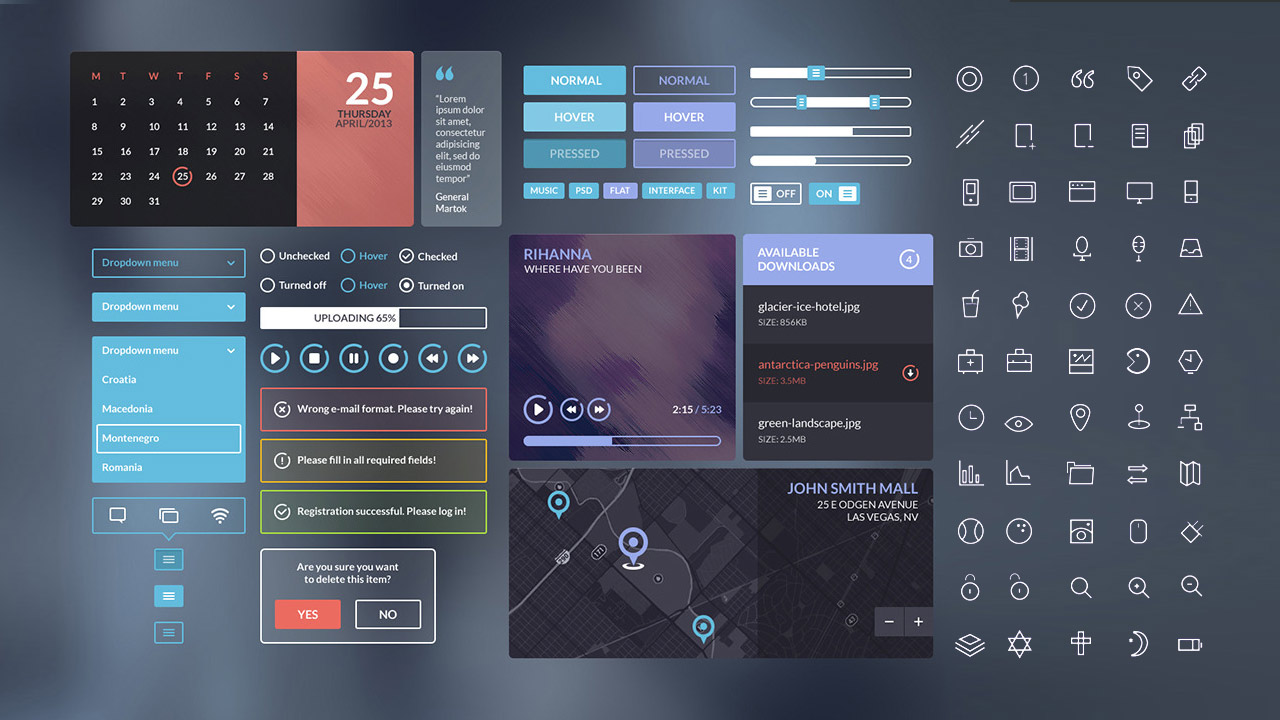 M T W T F S S
1 2 3 4 5 6 7
8 9 10 11 12 13 14
15 16 17 18 19 20 21
22 23 24 25 26 27 28
29 30 31
25
THURSDAY
APRIL/2013
“Lorem
ipsum dolor
sit amet,
consectetur
adipisicing
elit, sed do
eiusmod
tempor”
General
Martok
NORMAL NORMAL
HOVER HOVER
PRESSED PRESSED
MUSIC PSD FLAT INTERFACE KIT
OFF ON
Dropdown menu
Dropdown menu
Dropdown menu
Croatia
Macedonia
Montenegro
Romania
Unchecked Hover Checked
Turned off Hover Turned on
UPLOADING 65%
Wrong e-mail format. Please try again!
Please fill in all required fields!
Registration successful. Please log in!
Are you sure you want
to delete this item?
YES NO
RIHANNA
WHERE HAVE YOU BEEN
2:15 / 5:23
AVAILABLE
DOWNLOADS
4
glacier-ice-hotel.jpg
SIZE: 856KB
antarctica-penguins.jpg
SIZE: 3.5MB
green-landscape.jpg
SIZE: 2.5MB
JOHN SMITH MALL
25 E ODGEN AVENUE
LAS VEGAS, NV
1